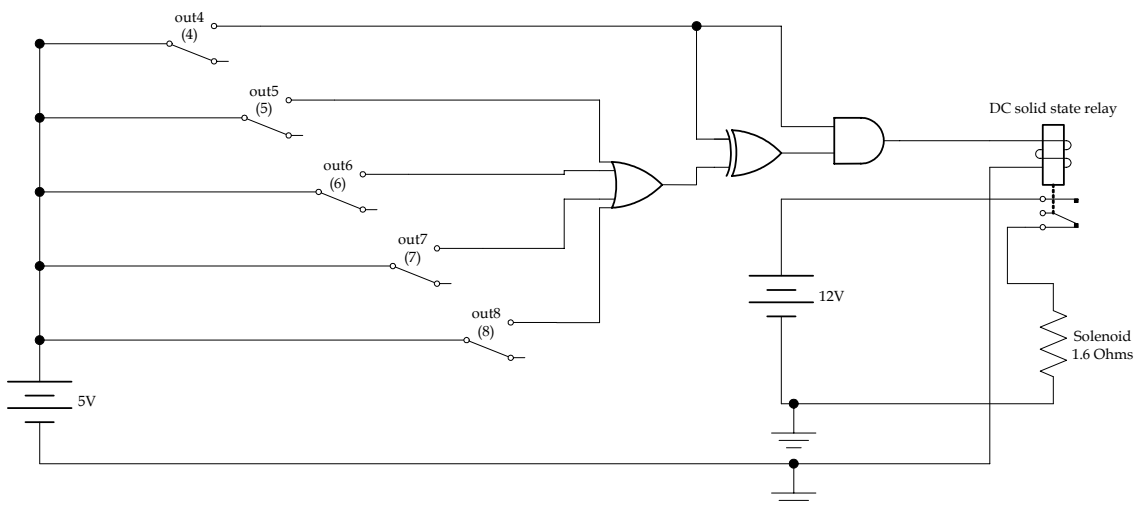 out4
(4)
out5
(5)
out6
(6)
out7
(7)
out8
(8)
5V
DC solid state relay
12V
Solenoid
1.6 Ohms